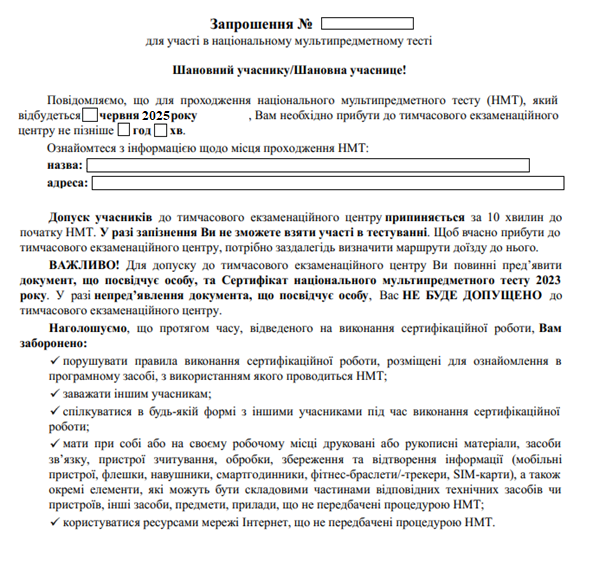 Запрошення №
для участі в національному мультипредметному тесті
Шановний учаснику/Шановна учаснице!
Повідомляємо, що для проходження національного мультипредметного тесту (НМТ), який
відбудеться червня 2025року , Вам необхідно прибути до тимчасового екзаменаційного
центру не пізніше год хв.
Ознайомтеся з інформацією щодо місця проходження НМТ:
назва:
адреса:
Допуск учасників до тимчасового екзаменаційного центру припиняється за 10 хвилин до
початку НМТ. У разі запізнення Ви не зможете взяти участі в тестуванні. Щоб вчасно прибути до
тимчасового екзаменаційного центру, потрібно заздалегідь визначити маршрути доїзду до нього.
ВАЖЛИВО! Для допуску до тимчасового екзаменаційного центру Ви повинні пред’явити
документ, що посвідчує особу, та Сертифікат національного мультипредметного тесту 2023
року. У разі непред’явлення документа, що посвідчує особу, Вас НЕ БУДЕ ДОПУЩЕНО до
тимчасового екзаменаційного центру.
Наголошуємо, що протягом часу, відведеного на виконання сертифікаційної роботи, Вам
заборонено:
✓ порушувати правила виконання сертифікаційної роботи, розміщені для ознайомлення в
програмному засобі, з використанням якого проводиться НМТ;
✓ заважати іншим учасникам;
✓ спілкуватися в будь-якій формі з іншими учасниками під час виконання сертифікаційної
роботи;
✓ мати при собі або на своєму робочому місці друковані або рукописні матеріали, засоби
зв’язку, пристрої зчитування, обробки, збереження та відтворення інформації (мобільні
пристрої, флешки, навушники, смартгодинники, фітнес-браслети/-трекери, SIM-карти), а також
окремі елементи, які можуть бути складовими частинами відповідних технічних засобів чи
пристроїв, інші засоби, предмети, прилади, що не передбачені процедурою НМТ;
✓ користуватися ресурсами мережі Інтернет, що не передбачені процедурою НМТ.